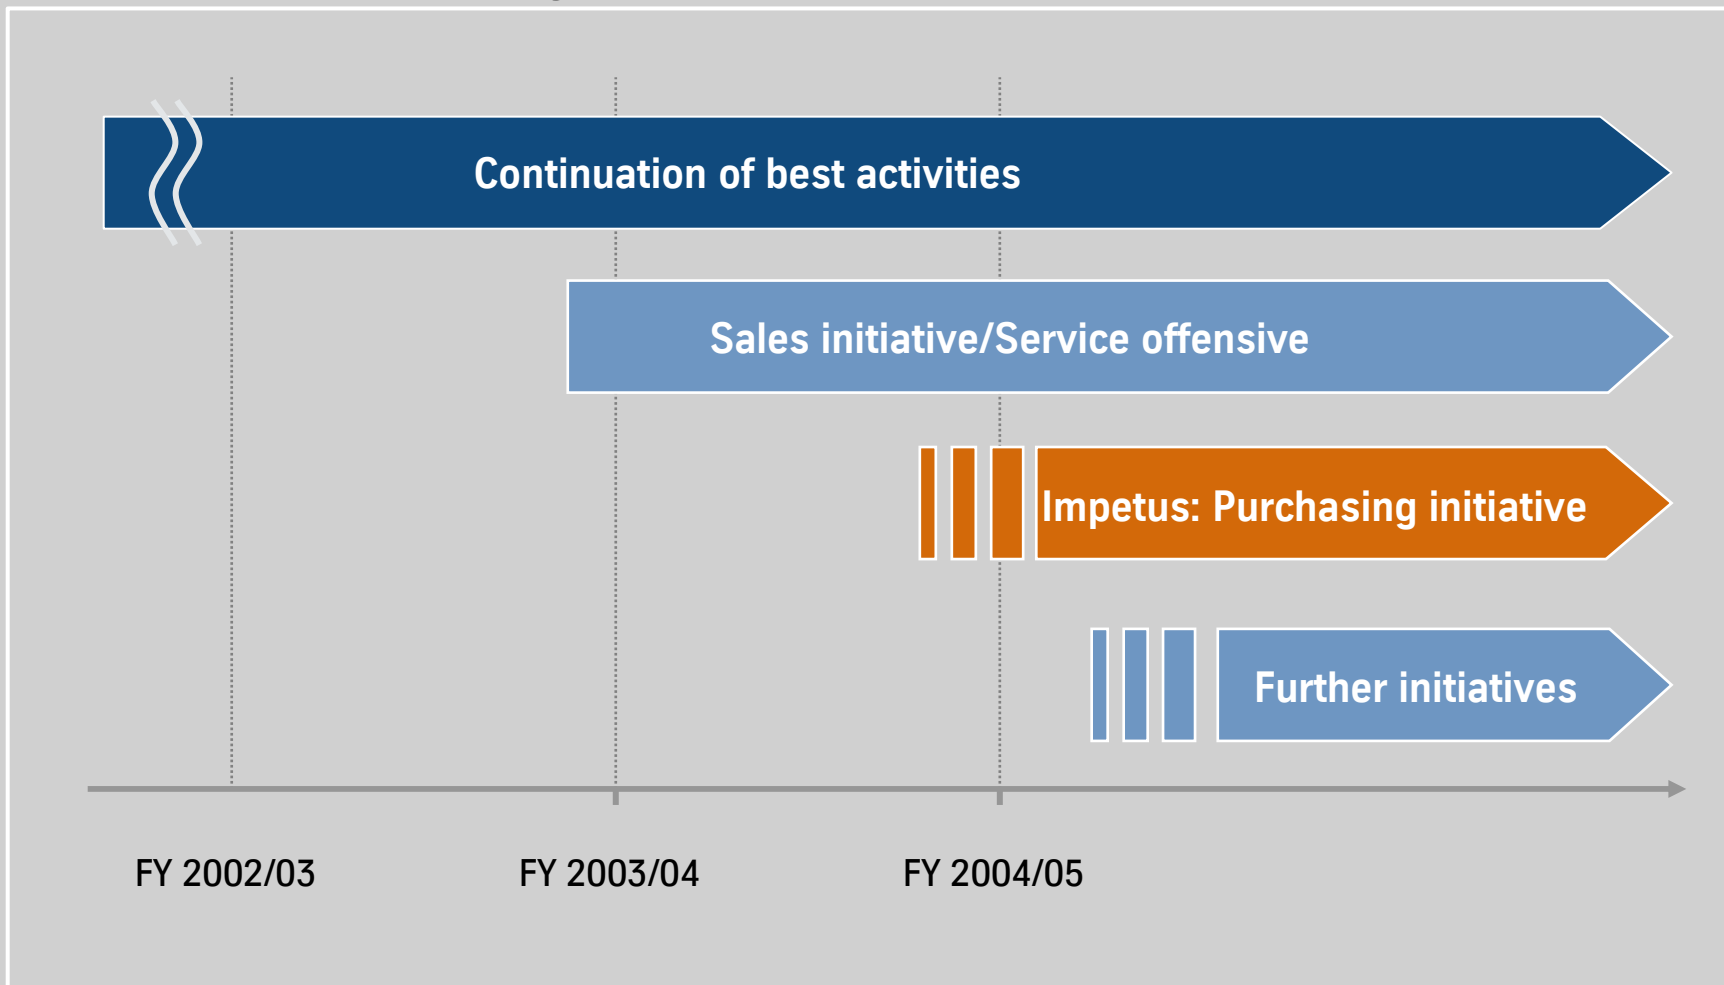 Continuation of best activities
Sales initiative/Service offensive
Impetus: Purchasing initiative
Further initiatives
FY 2002/03
FY 2003/04
FY 2004/05